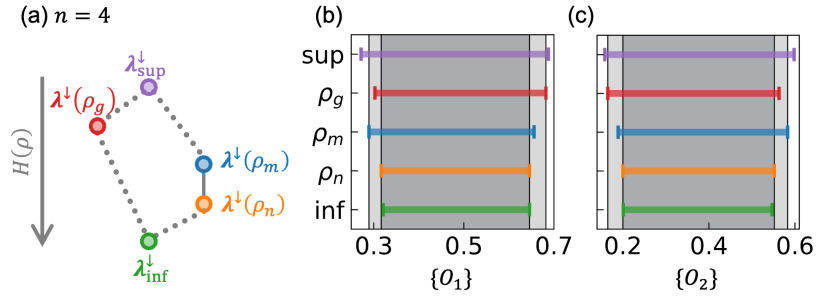 (a) n = 4
λ↓sup
λ↓(ρg)
H(ρ)
λ↓(ρm)
λ↓(ρn)
λ↓inf
(b)
sup
ρg
ρm
ρn
inf
0.3 0.5 0.7
{O1}
(c)
0.2 0.4 0.6
{O2}